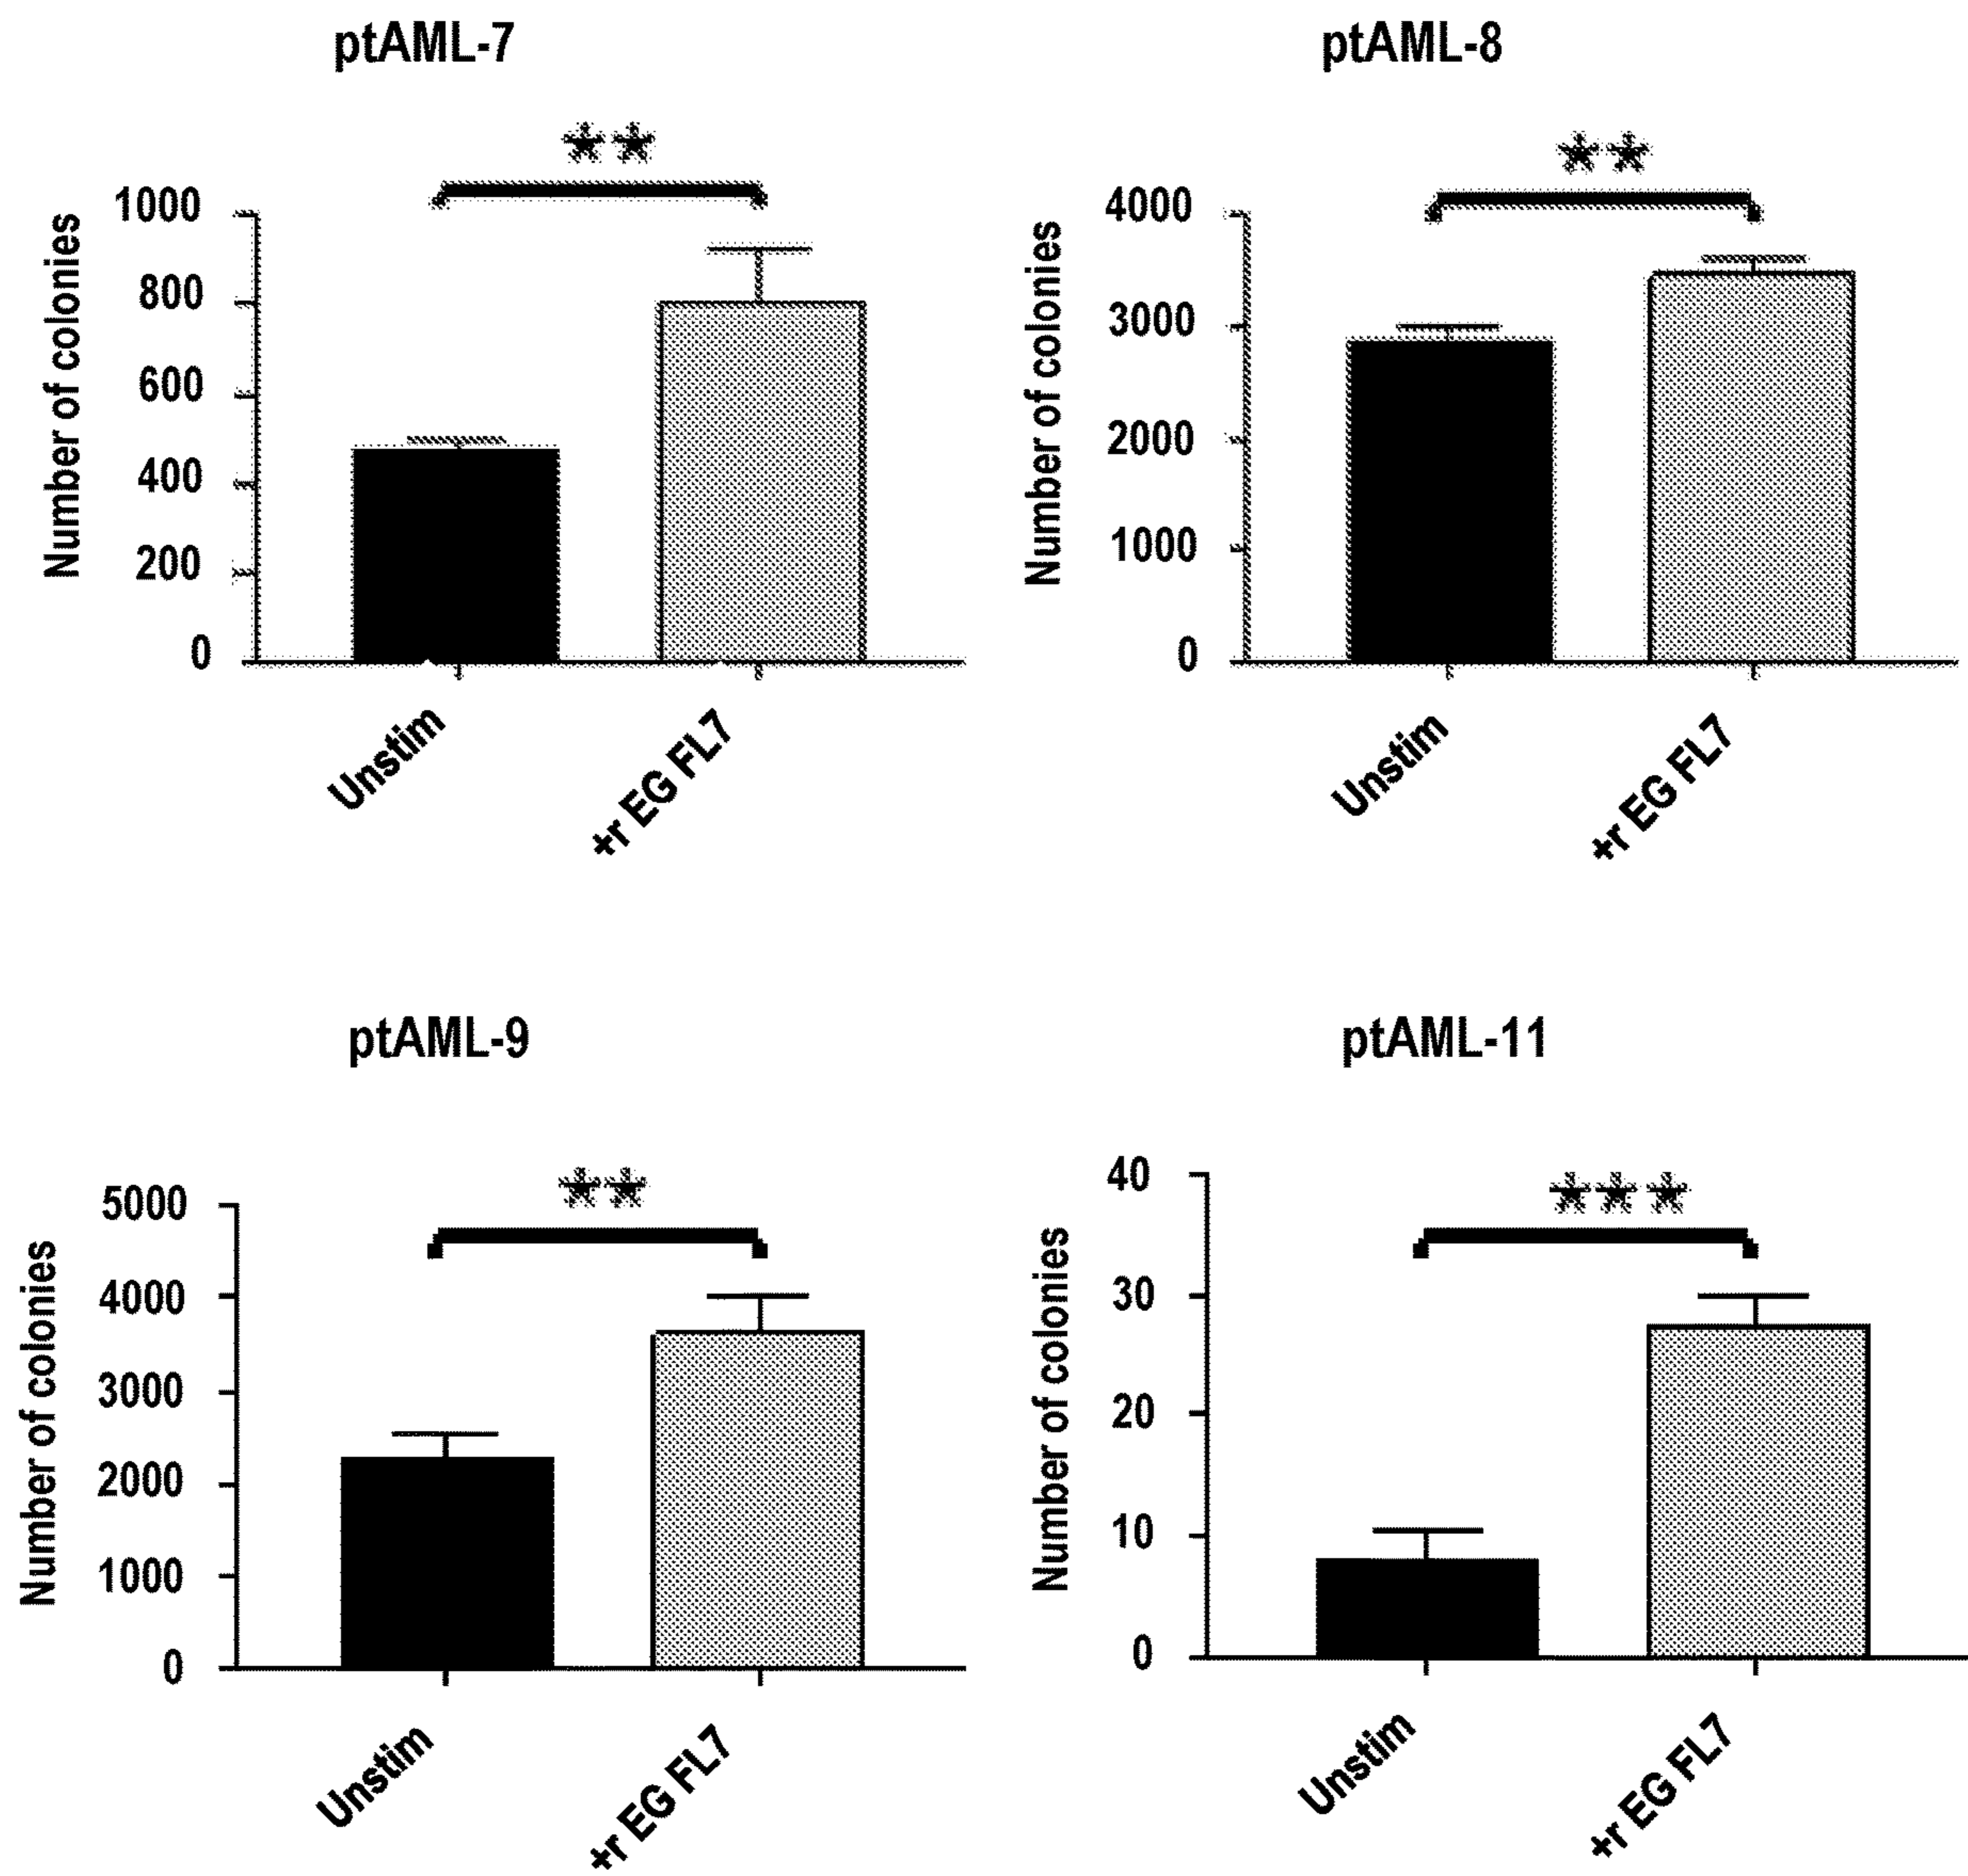 ptAML-7
**
Number of colonies
1000
800
600
400
200
0
Unstim
+r EG FL7
ptAML-8
**
Number of colonies
4000
3000
2000
1000
0
Unstim
+r EG FL7
ptAML-9
**
Number of colonies
5000
4000
3000
2000
1000
0
Unstim
+r EG FL7
ptAML-11
***
Number of colonies
40
30
20
10
0
Unstim
+r EG FL7